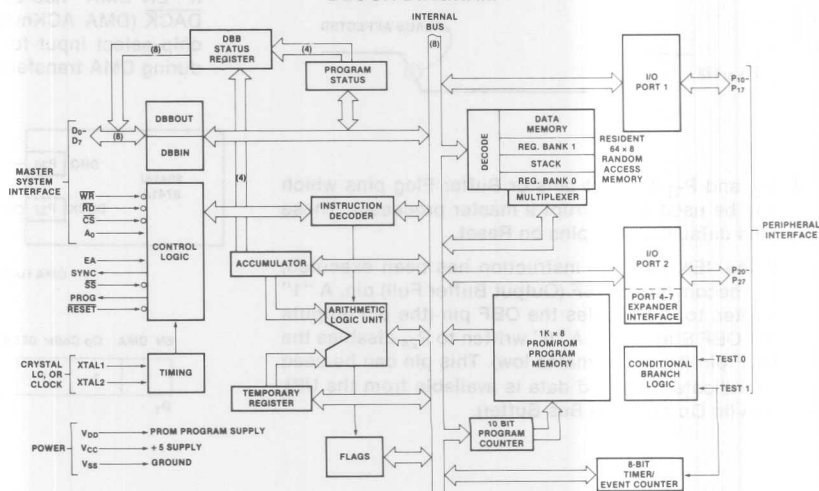 INTERNAL
BUS
(8)
DBB
STATUS
REGISTER
(8)
(4)
PROGRAM
STATUS
I/O
PORT 1
P10-
P17
D0-
D7
(8)
DBBOUT
DBBIN
MASTER
SYSTEM
INTERFACE
WR
RD
CS
A0
EA
SYNC
SS
PROG
RESET
CONTROL
LOGIC
(4)
INSTRUCTION
DECODER
DECODE
DATA
MEMORY
REG. BANK 1
STACK
REG. BANK 0
MULTIPLEXER
RESIDENT
64 × 8
RANDOM
ACCESS
MEMORY
PERIPHERAL
INTERFACE
ACCUMULATOR
ARITHMETIC
LOGIC UNIT
I/O
PORT 2
PORT 4-7
EXPANDER
INTERFACE
P20-
P27
1K × 8
PROM/ROM
PROGRAM
MEMORY
CONDITIONAL
BRANCH
LOGIC
TEST 0
TEST 1
CRYSTAL
LC, OR
CLOCK
XTAL1
XTAL2
TIMING
TEMPORARY
REGISTER
10 BIT
PROGRAM
COUNTER
FLAGS
8-BIT
TIMER/
EVENT COUNTER
POWER
VDD PROM PROGRAM SUPPLY
VCC +5 SUPPLY
VSS GROUND